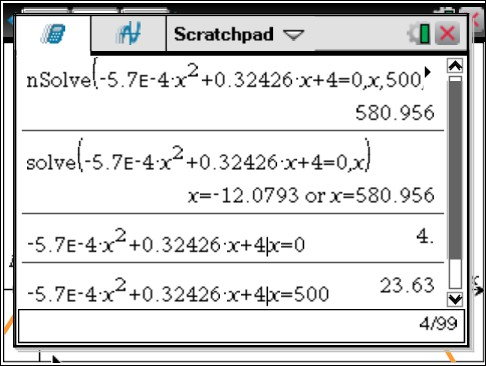 Scratchpad
nSolve(-5.7E-4·x²+0.32426·x+4=0,x,500,
580.956
solve(-5.7E-4·x²+0.32426·x+4=0,x)
x=-12.0793 or x=580.956
-5.7E-4·x²+0.32426·x+4|x=0
4.
-5.7E-4·x²+0.32426·x+4|x=500
23.63
4/99